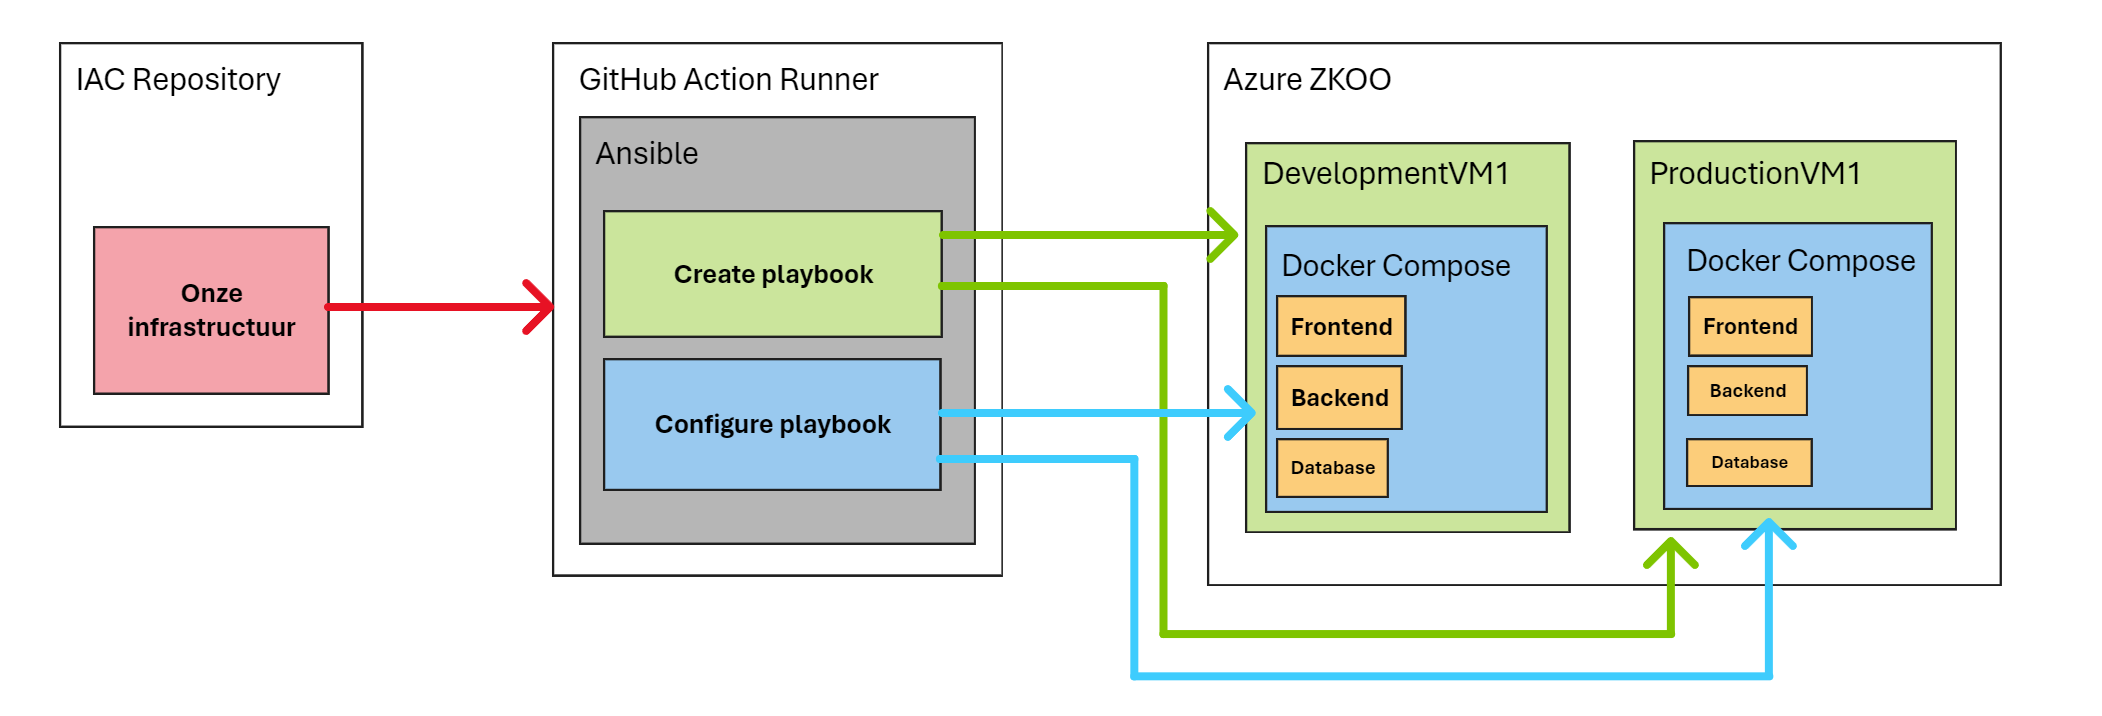 IAC Repository
Onze
infrastructuur
GitHub Action Runner
Ansible
Create playbook
Configure playbook
Azure ZKOO
DevelopmentVM1
Docker Compose
Frontend
Backend
Database
ProductionVM1
Docker Compose
Frontend
Backend
Database